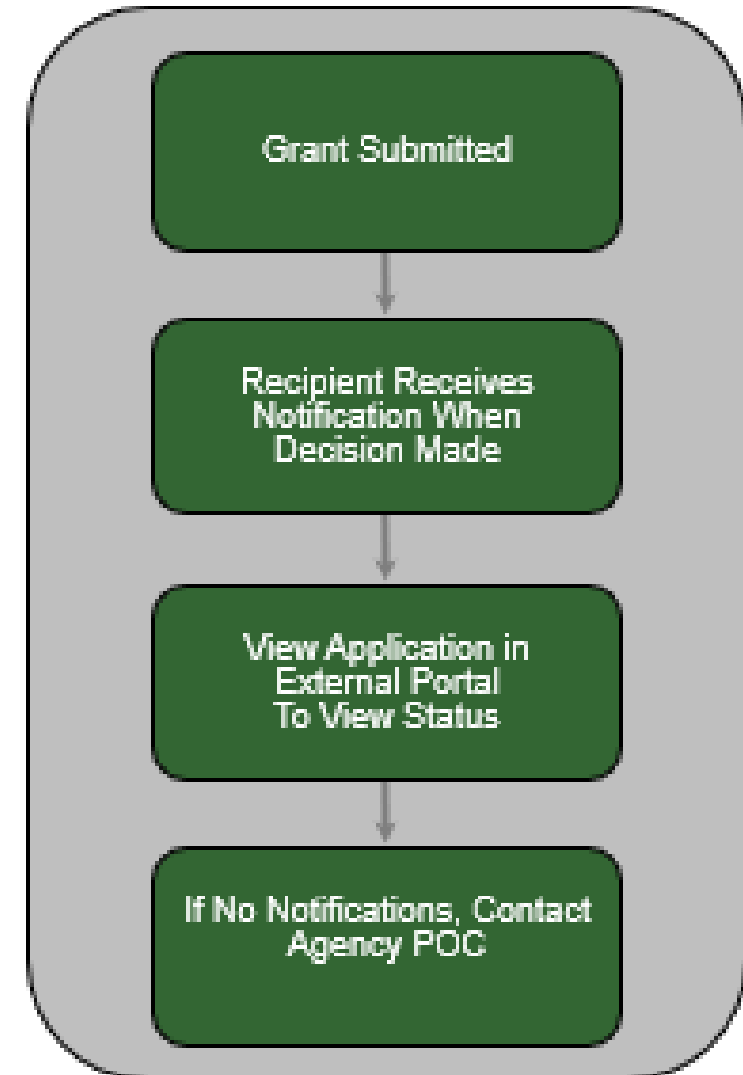 Grant Submitted
Recipient Receives
Notification When
Decision Made
View Application in
External Portal
To View Status
If No Notifications, Contact
Agency POC